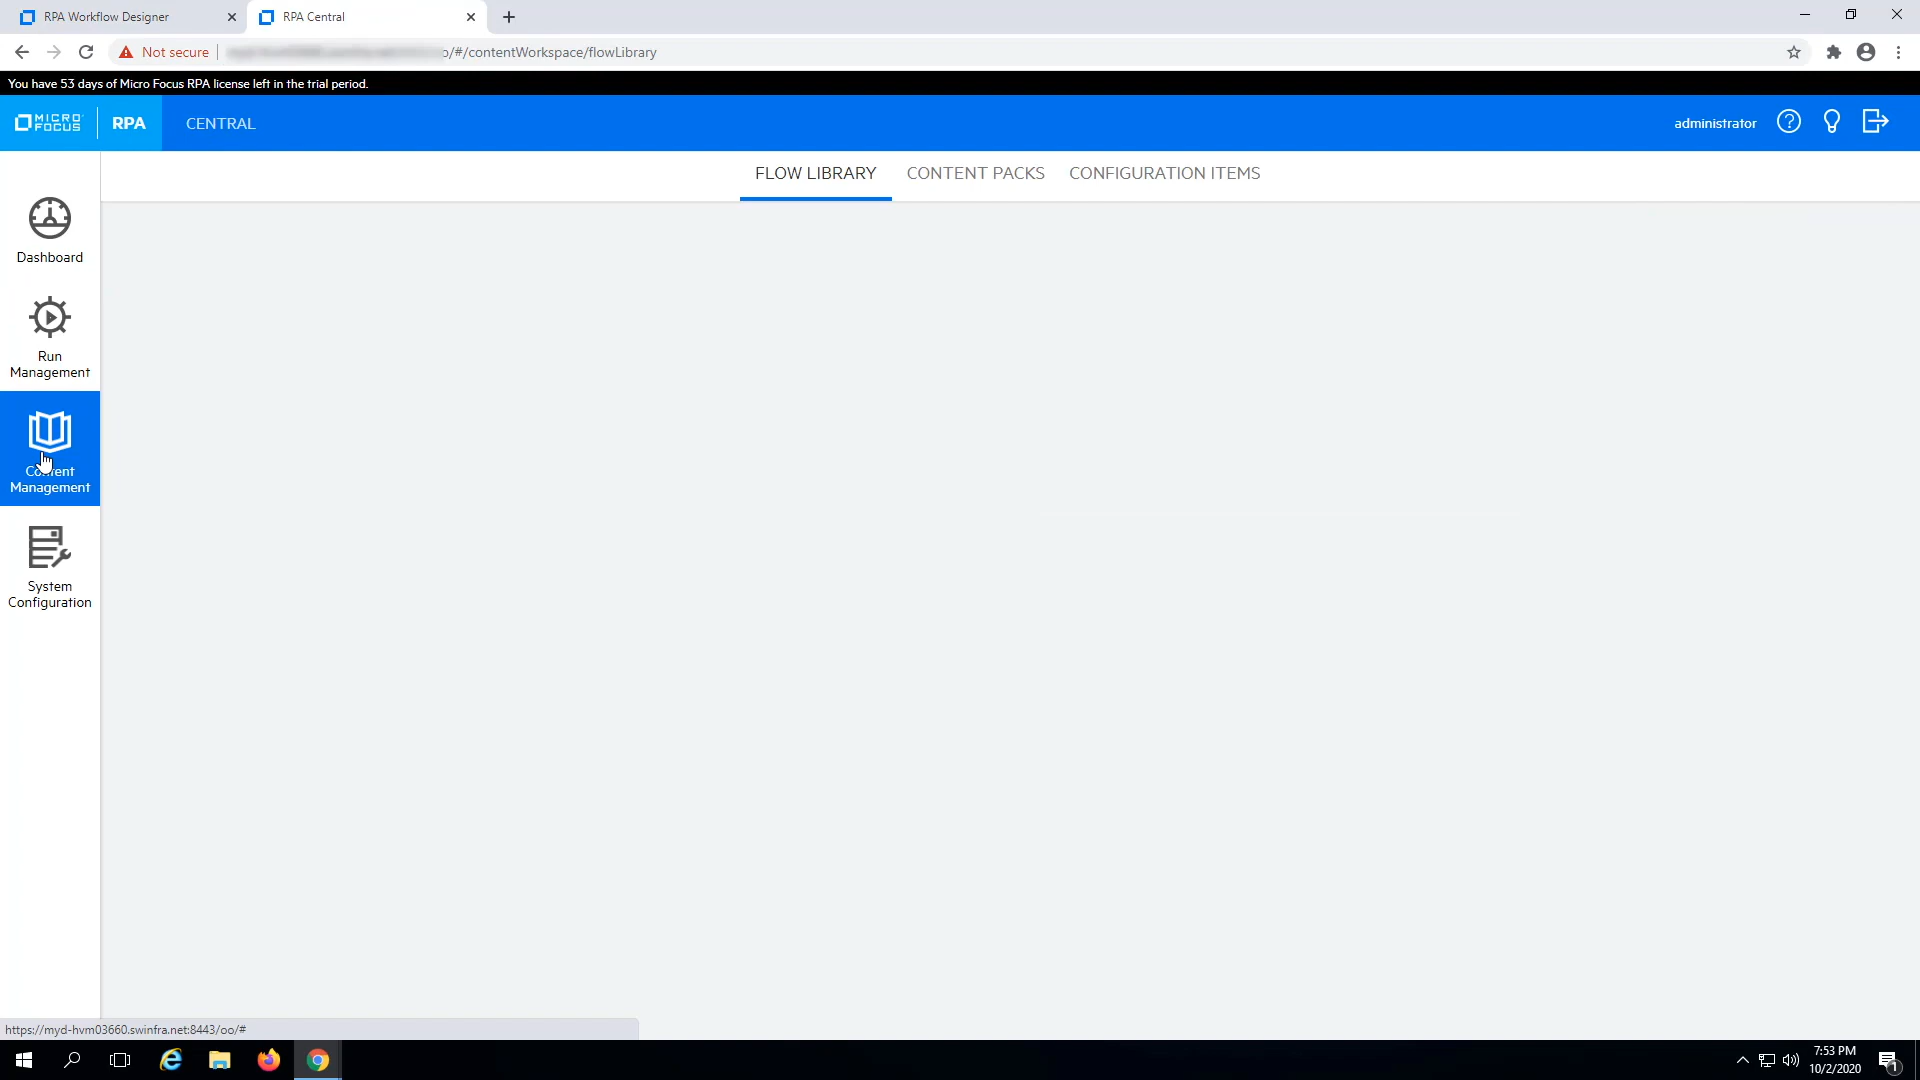 RPA Workflow Designer
RPA Central
Not secure
o/#/contentWorkspace/flowLibrary
You have 53 days of Micro Focus RPA license left in the trial period.
MICRO FOCUS
RPA
CENTRAL
administrator
FLOW LIBRARY
CONTENT PACKS
CONFIGURATION ITEMS
Dashboard
Run
Management
Content
Management
System
Configuration
https://myd-hvm03660.swinfra.net:8443/oo/#
7:53 PM
10/2/2020
1